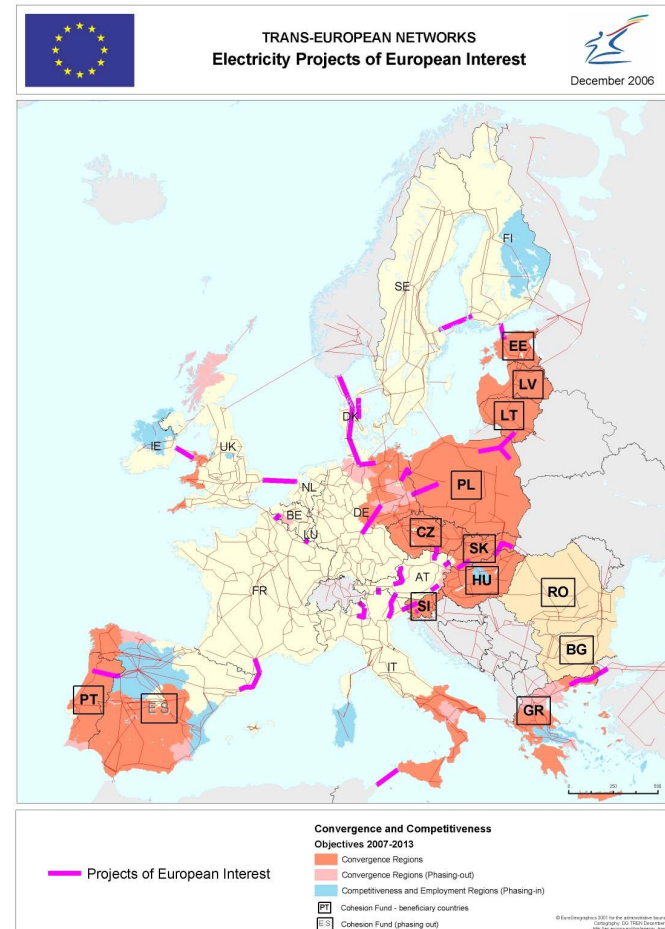 TRANS-EUROPEAN NETWORKS
Electricity Projects of European Interest
December 2006
FI
SE
EE
LV
DK
LT
IE
UK
NL
PL
BE
DE
LU
CZ
SK
FR
AT
HU
SI
RO
IT
BG
PT
ES
GR
0
250
500
Convergence and Competitiveness
Objectives 2007-2013
Convergence Regions
Projects of European Interest
Convergence Regions (Phasing-out)
Competitiveness and Employment Regions (Phasing-in)
PT Cohesion Fund - beneficiary countries
ES Cohesion Fund (phasing out)